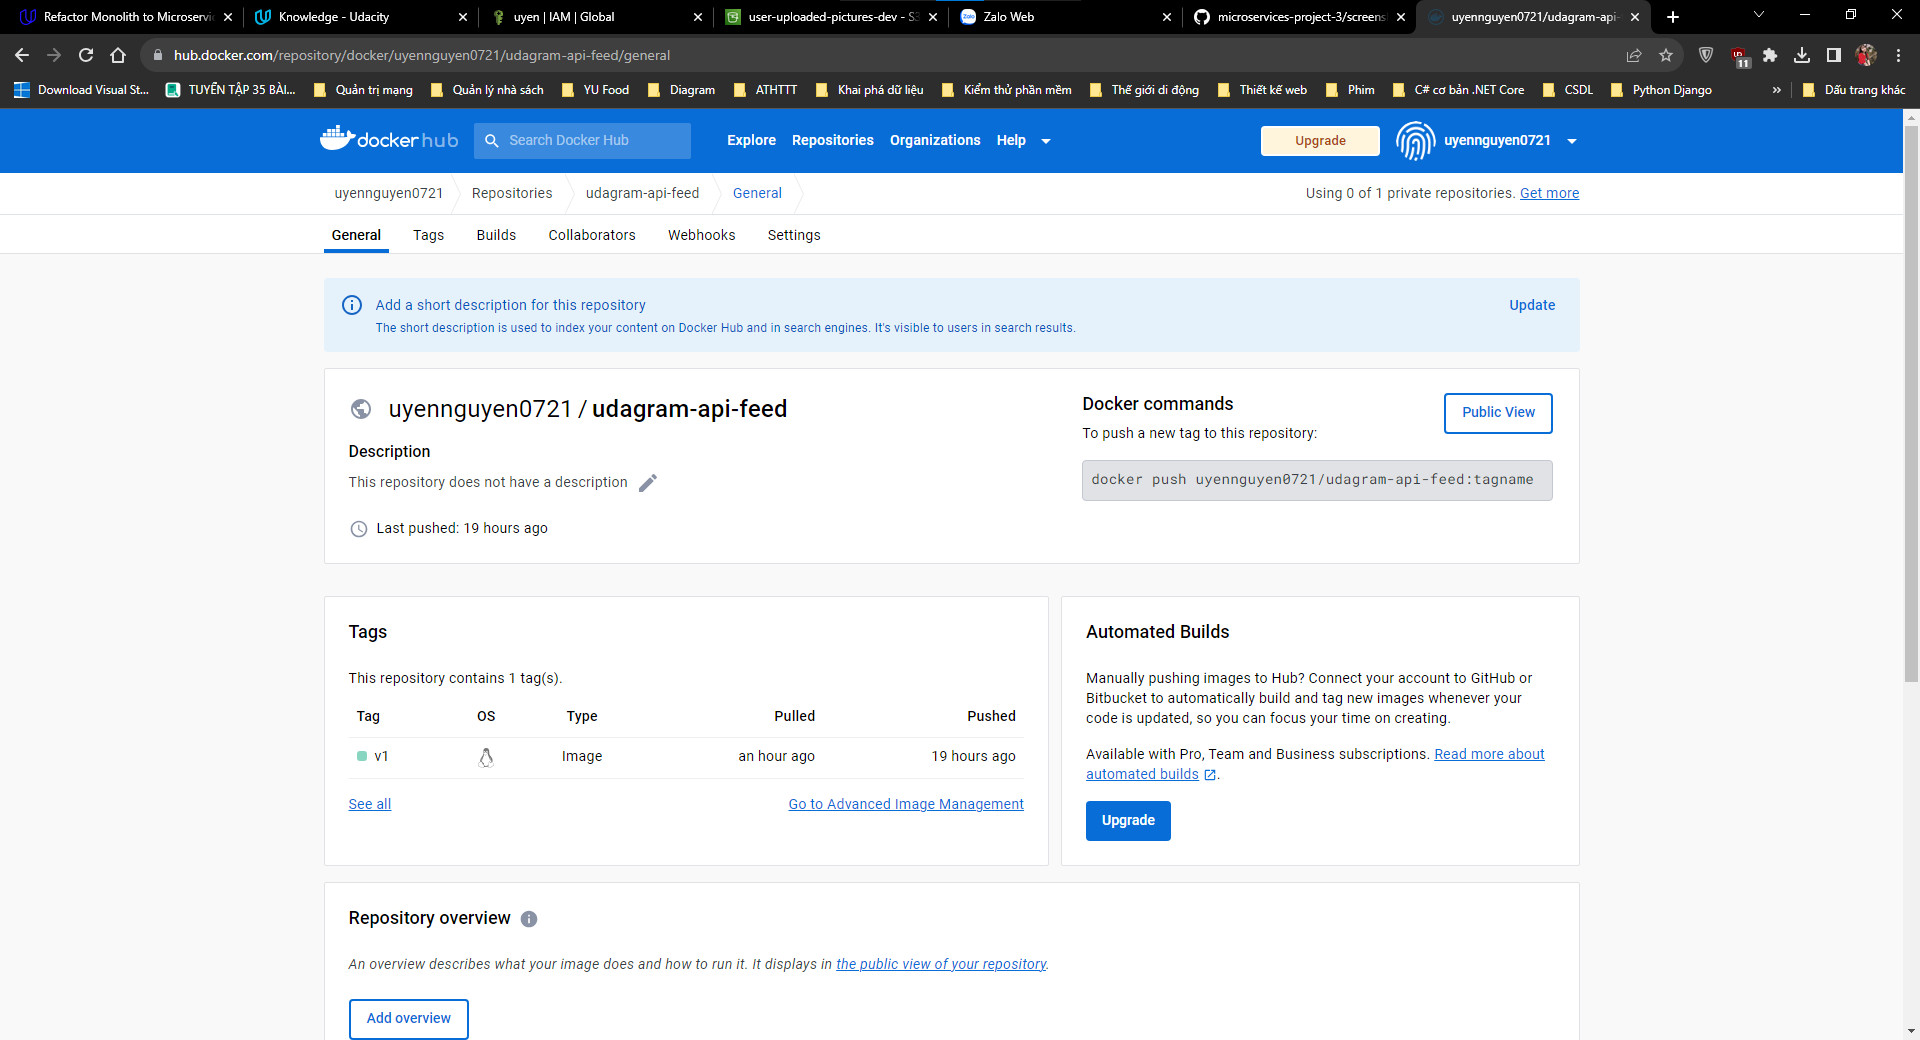 Refactor Monolith to Microservi
Knowledge - Udacity
uyen | IAM | Global
user-uploaded-pictures-dev - S3
Zalo Web
microservices-project-3/screens
uyennguyen0721/udagram-api-
hub.docker.com/repository/docker/uyennguyen0721/udagram-api-feed/general
11
Download Visual St...
TUYỂN TẬP 35 BÀI...
Quản trị mạng
Quản lý nhà sách
YU Food
Diagram
ATHTTT
Khai phá dữ liệu
Kiểm thử phần mềm
Thế giới di động
Thiết kế web
Phim
C# cơ bản .NET Core
CSDL
Python Django
»
Dấu trang khác
docker hub
Search Docker Hub
Explore
Repositories
Organizations
Help
Upgrade
uyennguyen0721
uyennguyen0721
Repositories
udagram-api-feed
General
Using 0 of 1 private repositories. Get more
General
Tags
Builds
Collaborators
Webhooks
Settings
Add a short description for this repository
Update
The short description is used to index your content on Docker Hub and in search engines. It's visible to users in search results.
uyennguyen0721 / udagram-api-feed
Description
This repository does not have a description
Last pushed: 19 hours ago
Docker commands
Public View
To push a new tag to this repository:
docker push uyennguyen0721/udagram-api-feed:tagname
Tags
This repository contains 1 tag(s).
Tag OS Type Pulled Pushed
v1 Image an hour ago 19 hours ago
See all
Go to Advanced Image Management
Automated Builds
Manually pushing images to Hub? Connect your account to GitHub or
Bitbucket to automatically build and tag new images whenever your
code is updated, so you can focus your time on creating.
Available with Pro, Team and Business subscriptions. Read more about
automated builds .
Upgrade
Repository overview
An overview describes what your image does and how to run it. It displays in the public view of your repository.
Add overview